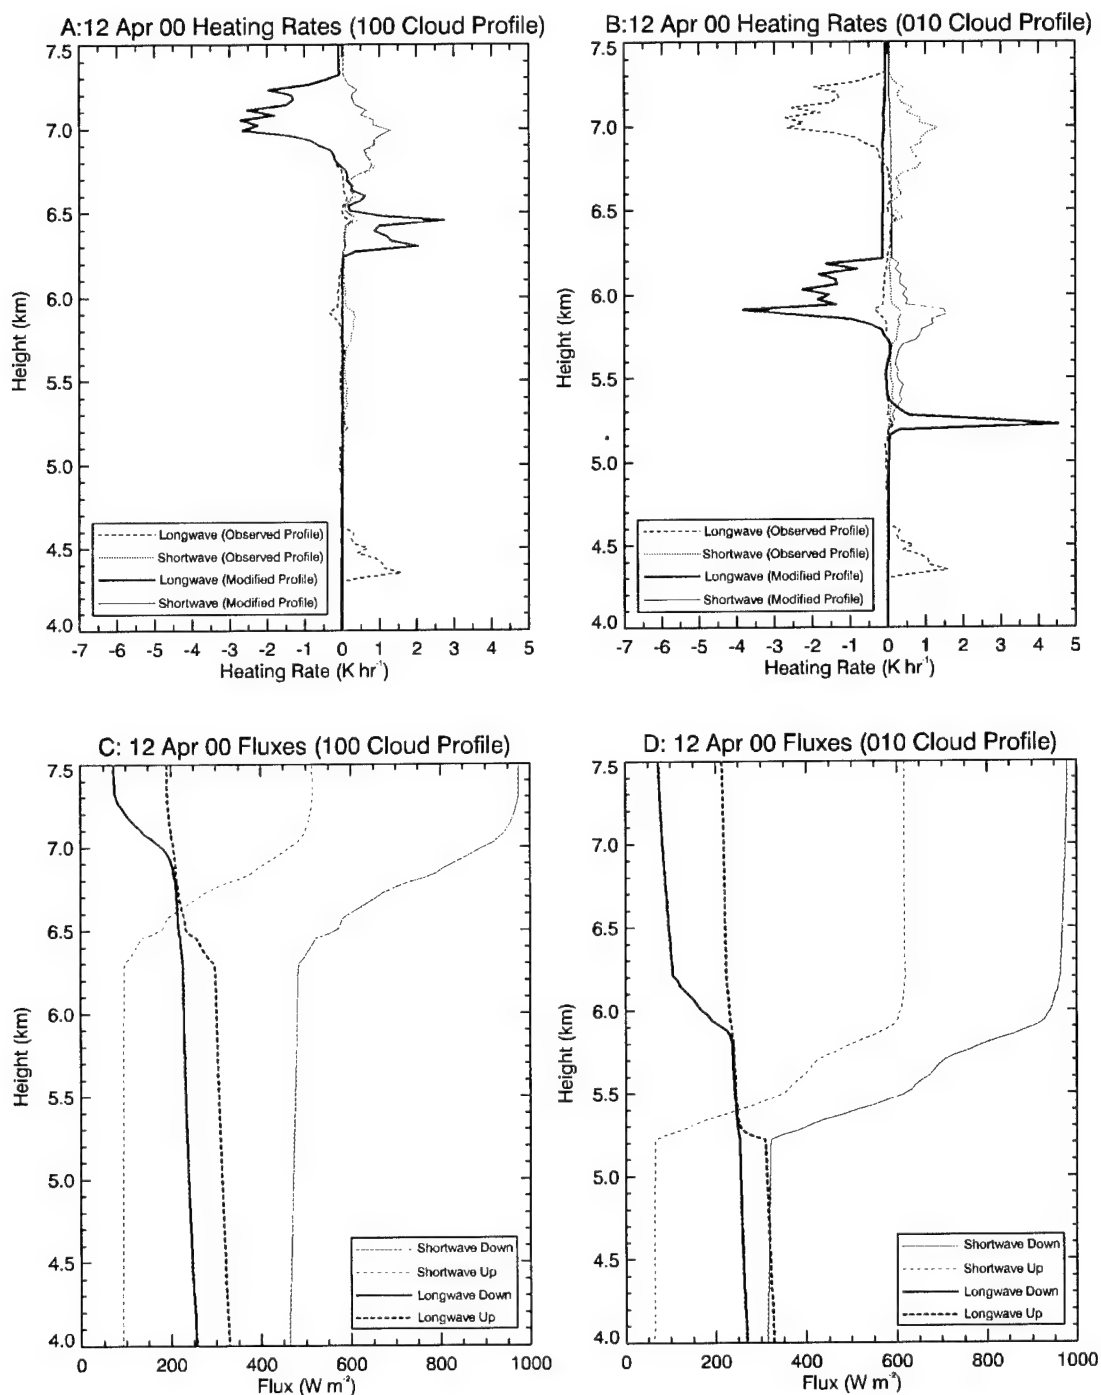 A:12 Apr 00 Heating Rates (100 Cloud Profile)
7.5
7.0
6.5
6.0
5.5
5.0
4.5
4.0
Height (km)
Longwave (Observed Profile)
Shortwave (Observed Profile)
Longwave (Modified Profile)
Shortwave (Modified Profile)
-7 -6 -5 -4 -3 -2 -1 0 1 2 3 4 5
Heating Rate (K hr-1)
B:12 Apr 00 Heating Rates (010 Cloud Profile)
7.5
7.0
6.5
6.0
5.5
5.0
4.5
4.0
Height (km)
Longwave (Observed Profile)
Shortwave (Observed Profile)
Longwave (Modified Profile)
Shortwave (Modified Profile)
-7 -6 -5 -4 -3 -2 -1 0 1 2 3 4 5
Heating Rate (K hr-1)
C: 12 Apr 00 Fluxes (100 Cloud Profile)
7.5
7.0
6.5
6.0
5.5
5.0
4.5
4.0
Height (km)
Shortwave Down
Shortwave Up
Longwave Down
Longwave Up
0 200 400 600 800 1000
Flux (W m-2)
D: 12 Apr 00 Fluxes (010 Cloud Profile)
7.5
7.0
6.5
6.0
5.5
5.0
4.5
4.0
Height (km)
Shortwave Down
Shortwave Up
Longwave Down
Longwave Up
0 200 400 600 800 1000
Flux (W m-2)